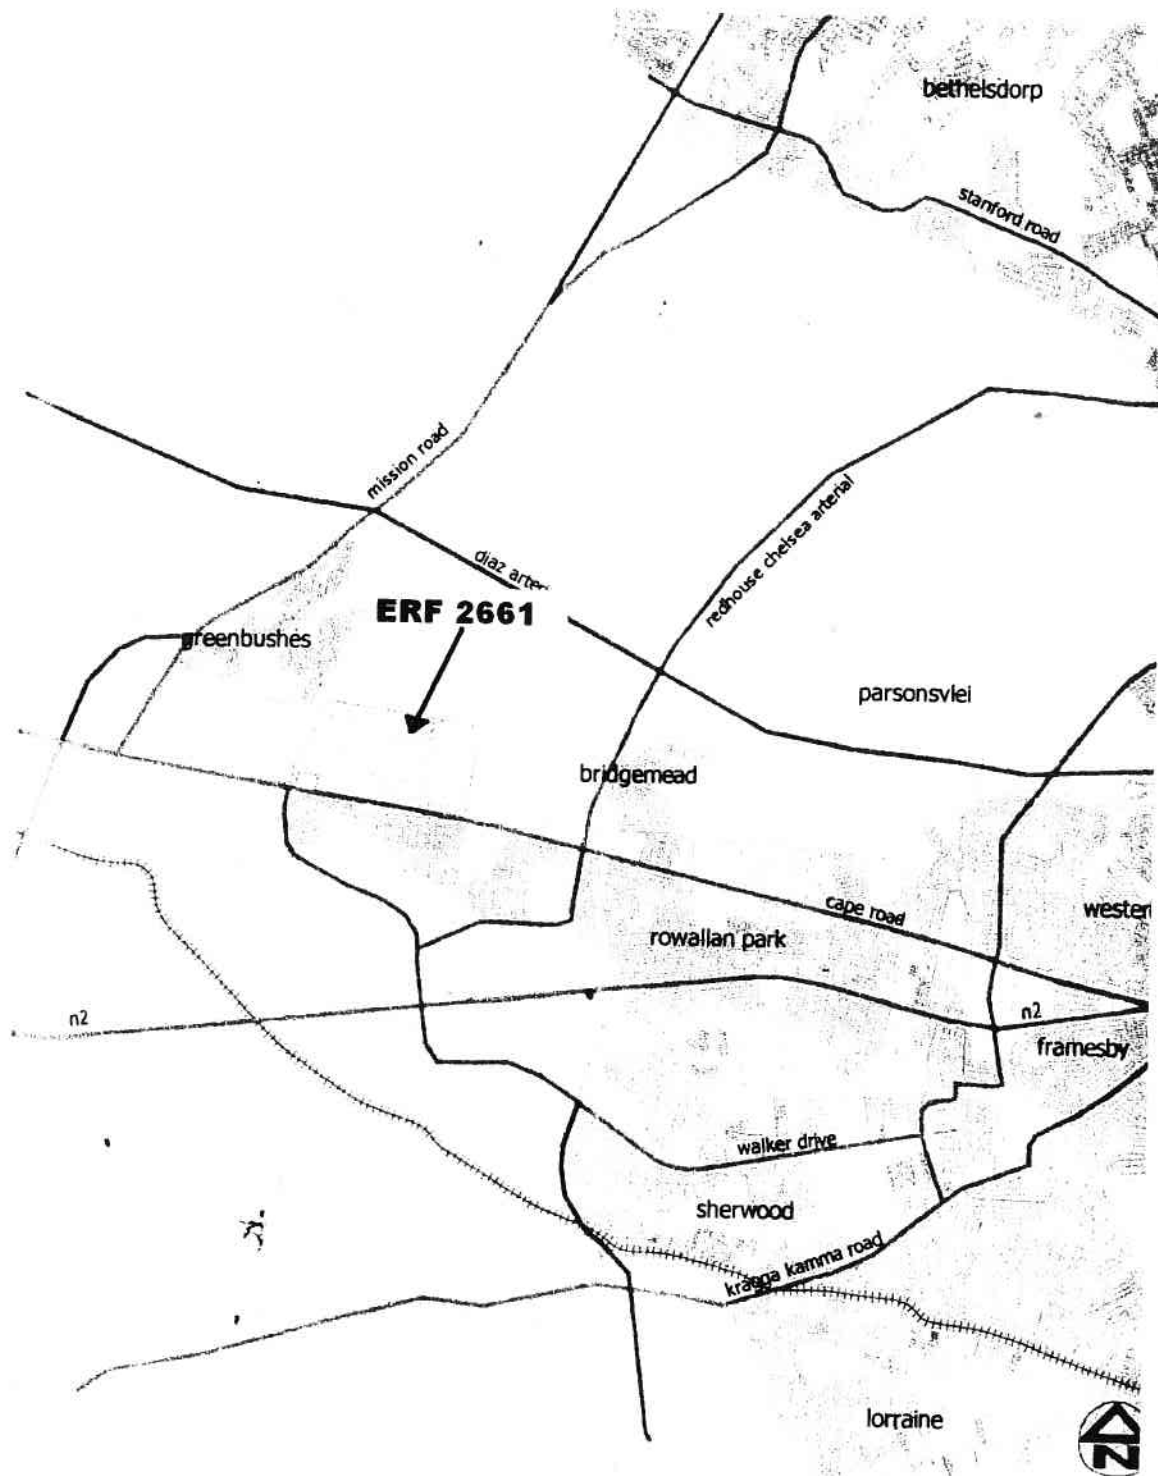 bethelsdorp
stanford road
mission road
redhouse chelsea arterial
diaz arter
ERF 2661
greenbushes
parsonsvlei
bridgemead
cape road
wester
rowallan park
n2
n2
framesby
walker drive
sherwood
kragga kamma road
lorraine
N